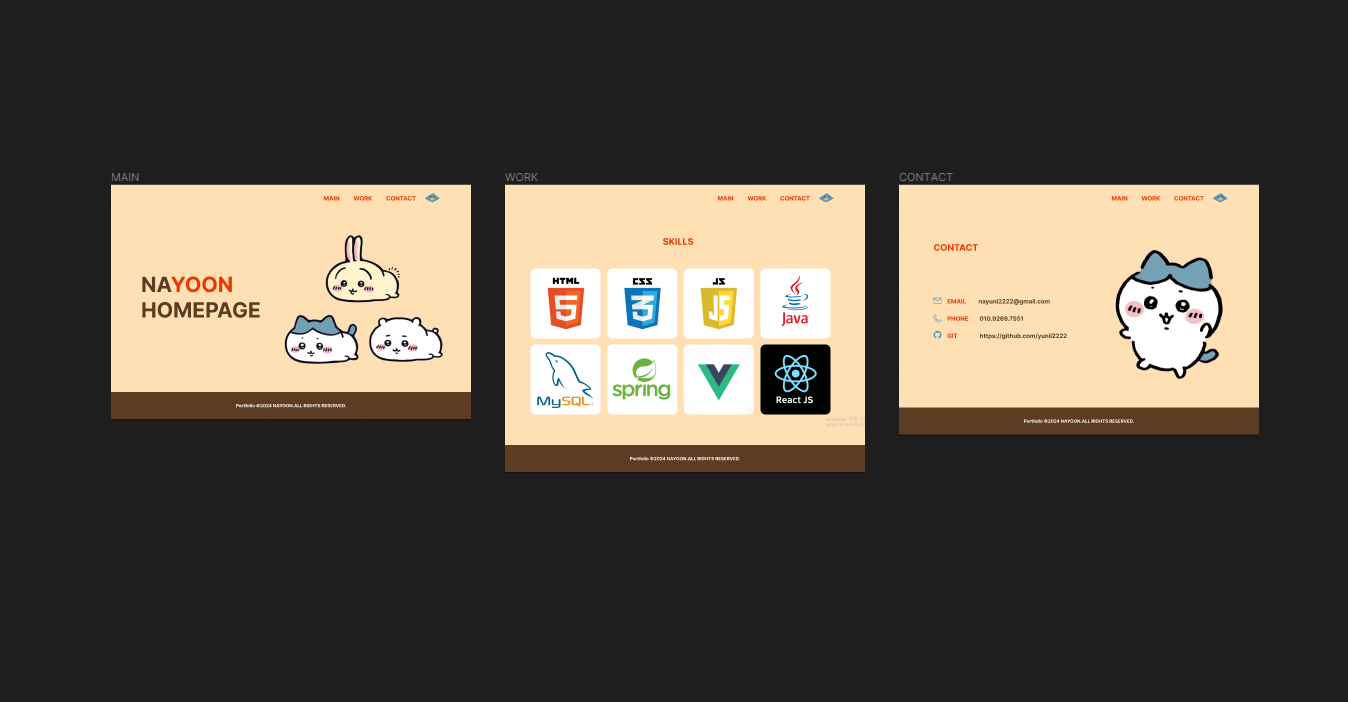 MAIN
MAIN WORK CONTACT
NAYOON
HOMEPAGE
Portfolio ©2024 NAYOON.ALL RIGHTS RESERVED.
WORK
MAIN WORK CONTACT
SKILLS
HTML
5
CSS
3
JS
JS
Java
MySQL
spring
React JS
Portfolio ©2024 NAYOON.ALL RIGHTS RESERVED.
CONTACT
MAIN WORK CONTACT
CONTACT
EMAIL nayuni2222@gmail.com
PHONE 010.9269.7551
GIT https://github.com/yunii2222
Portfolio ©2024 NAYOON.ALL RIGHTS RESERVED.